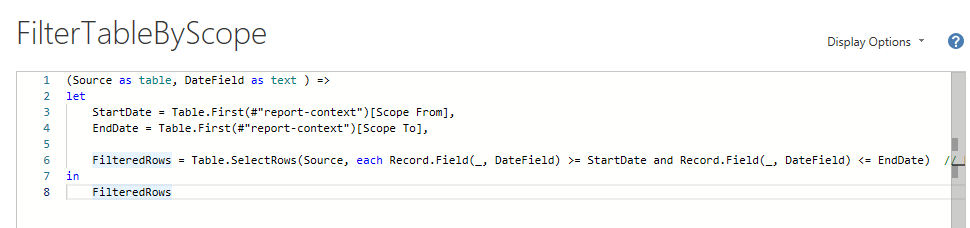 FilterTableByScope
Display Options
?
1 (Source as table, DateField as text ) =>
2 let
3     StartDate = Table.First(#"report-context")[Scope From],
4     EndDate = Table.First(#"report-context")[Scope To],
5
6     FilteredRows = Table.SelectRows(Source, each Record.Field(_, DateField) >= StartDate and Record.Field(_, DateField) <= EndDate)  //
7 in
8     FilteredRows